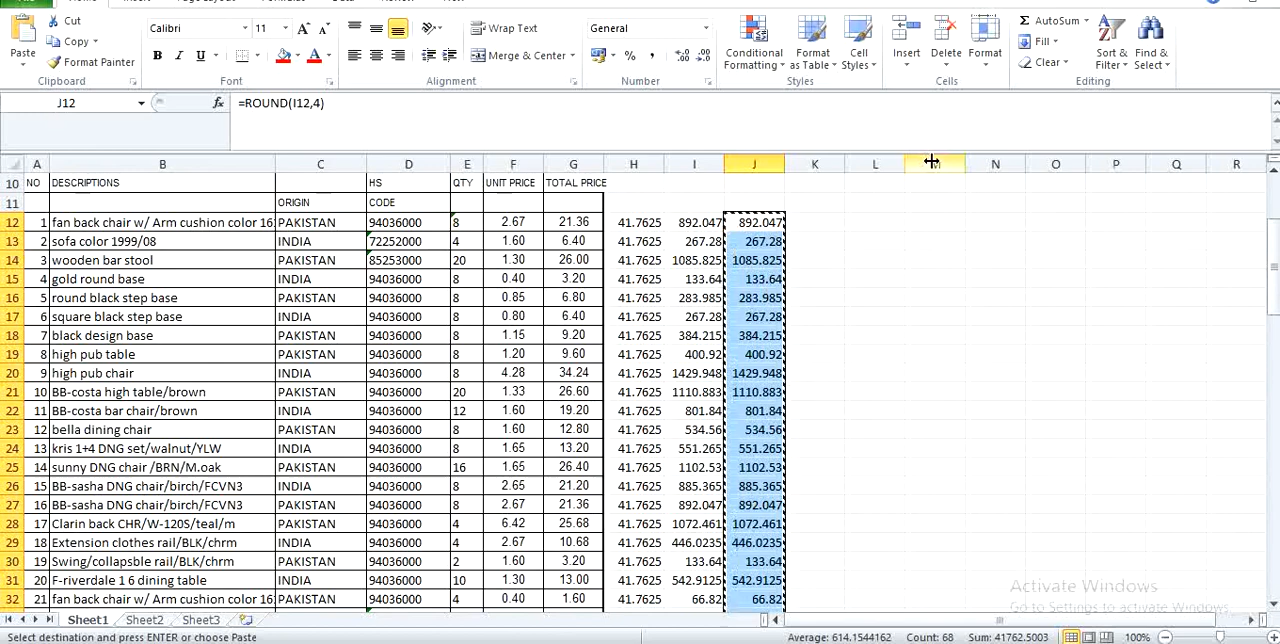 Cut
Copy
Format Painter
Paste
Clipboard
Calibri 11
B I U
Font
Wrap Text
Merge & Center
Alignment
General
%
Number
Conditional Formatting
Format as Table
Cell Styles
Styles
Insert Delete Format
Cells
Σ AutoSum
Fill
Clear
Sort & Filter
Find & Select
Editing
J12 fx =ROUND(I12,4)
A B C D E F G H I J K L M N O P Q R
10 NO DESCRIPTIONS HS QTY UNIT PRICE TOTAL PRICE
11 ORIGIN CODE
12 1 fan back chair w/ Arm cushion color 16 PAKISTAN 94036000 8 2.67 21.36 41.7625 892.047 892.047
13 2 sofa color 1999/08 INDIA 72252000 4 1.60 6.40 41.7625 267.28 267.28
14 3 wooden bar stool PAKISTAN 85253000 20 1.30 26.00 41.7625 1085.825 1085.825
15 4 gold round base INDIA 94036000 8 0.40 3.20 41.7625 133.64 133.64
16 5 round black step base PAKISTAN 94036000 8 0.85 6.80 41.7625 283.985 283.985
17 6 square black step base INDIA 94036000 8 0.80 6.40 41.7625 267.28 267.28
18 7 black design base PAKISTAN 94036000 8 1.15 9.20 41.7625 384.215 384.215
19 8 high pub table PAKISTAN 94036000 8 1.20 9.60 41.7625 400.92 400.92
20 9 high pub chair INDIA 94036000 8 4.28 34.24 41.7625 1429.948 1429.948
21 10 BB-costa high table/brown PAKISTAN 94036000 20 1.33 26.60 41.7625 1110.883 1110.883
22 11 BB-costa bar chair/brown INDIA 94036000 12 1.60 19.20 41.7625 801.84 801.84
23 12 bella dining chair PAKISTAN 94036000 8 1.60 12.80 41.7625 534.56 534.56
24 13 kris 1+4 DNG set/walnut/YLW INDIA 94036000 8 1.65 13.20 41.7625 551.265 551.265
25 14 sunny DNG chair /BRN/M.oak PAKISTAN 94036000 16 1.65 26.40 41.7625 1102.53 1102.53
26 15 BB-sasha DNG chair/birch/FCVN3 INDIA 94036000 8 2.65 21.20 41.7625 885.365 885.365
27 16 BB-sasha DNG chair/birch/FCVN3 PAKISTAN 94036000 8 2.67 21.36 41.7625 892.047 892.047
28 17 Clarin back CHR/W-120S/teal/m PAKISTAN 94036000 4 6.42 25.68 41.7625 1072.461 1072.461
29 18 Extension clothes rail/BLK/chrm INDIA 94036000 4 2.67 10.68 41.7625 446.0235 446.0235
30 19 Swing/collapsble rail/BLK/chrm PAKISTAN 94036000 2 1.60 3.20 41.7625 133.64 133.64
31 20 F-riverdale 1 6 dining table INDIA 94036000 10 1.30 13.00 41.7625 542.9125 542.9125
32 21 fan back chair w/ Arm cushion color 16 PAKISTAN 94036000 4 0.40 1.60 41.7625 66.82 66.82
Activate Windows
Go to Settings to activate Windows.
Sheet1 Sheet2 Sheet3
Select destination and press ENTER or choose Paste Average: 614.1544162 Count: 68 Sum: 41762.5003 100%